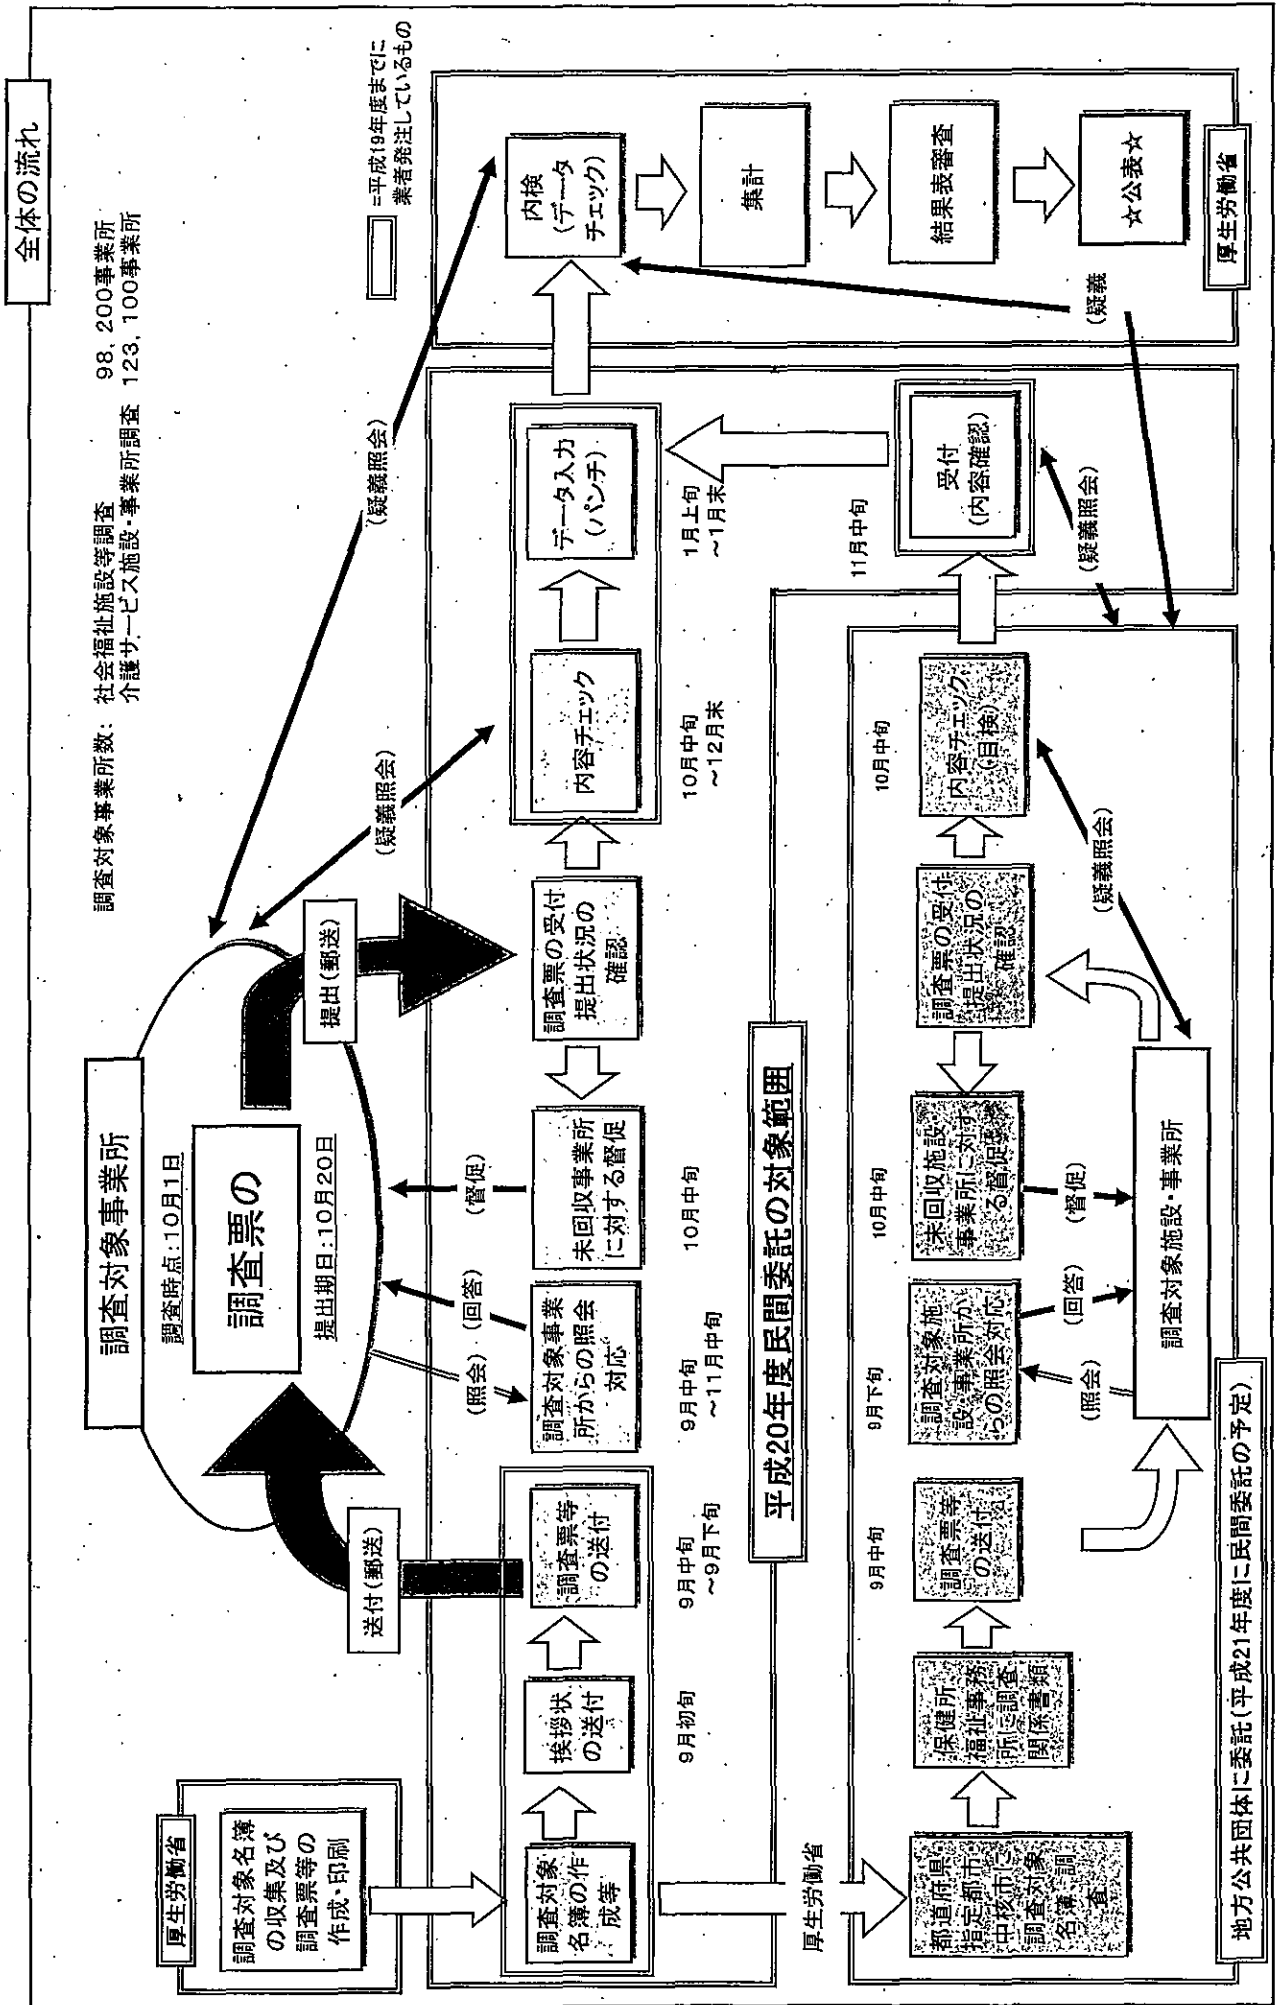 全体の流れ
調査対象事業所数: 社会福祉施設等調査 98,200事業所
介護サービス施設・事業所調査 123,100事業所
=平成19年度までに
業者発注しているもの
厚生労働省
調査対象名簿
の収集及び
調査票等の
作成・印刷
調査対象事業所
調査時点:10月1日
調査票の
提出期日:10月20日
送付(郵送)
提出(郵送)
(疑義照会)
(疑義照会)
(照会)
(回答)
(督促)
調査対象
名簿の作
成等
挨拶状
の送付
9月初旬
調査票等
の送付
9月中旬
~9月下旬
調査対象事業
所からの照会
対応
9月中旬
~11月中旬
未回収事業所
に対する督促
10月中旬
調査票の受付
提出状況の
確認
内容チェック
10月中旬
~12月末
データ入力
(パンチ)
1月上旬
~1月末
内検
(データ
チェック)
集計
結果表審査
☆公表☆
厚生労働省
(疑義
平成20年度民間委託の対象範囲
厚生労働省
都道府県・
指定都市・
中核市に
調査対象
名簿・調
査
保健所、
福祉事務
所に調査
関係書類
9月中旬
調査票等
の送付
9月下旬
調査対象施
設・事業所か
らの照会対応
10月中旬
未回収施設・
事業所に対す
る督促
調査票の受付
提出状況の
確認
10月中旬
内容チェック
(目検)
11月中旬
受付
(内容確認)
(疑義照会)
(疑義照会)
(照会)
(回答)
(督促)
調査対象施設・事業所
地方公共団体に委託(平成21年度に民間委託の予定)